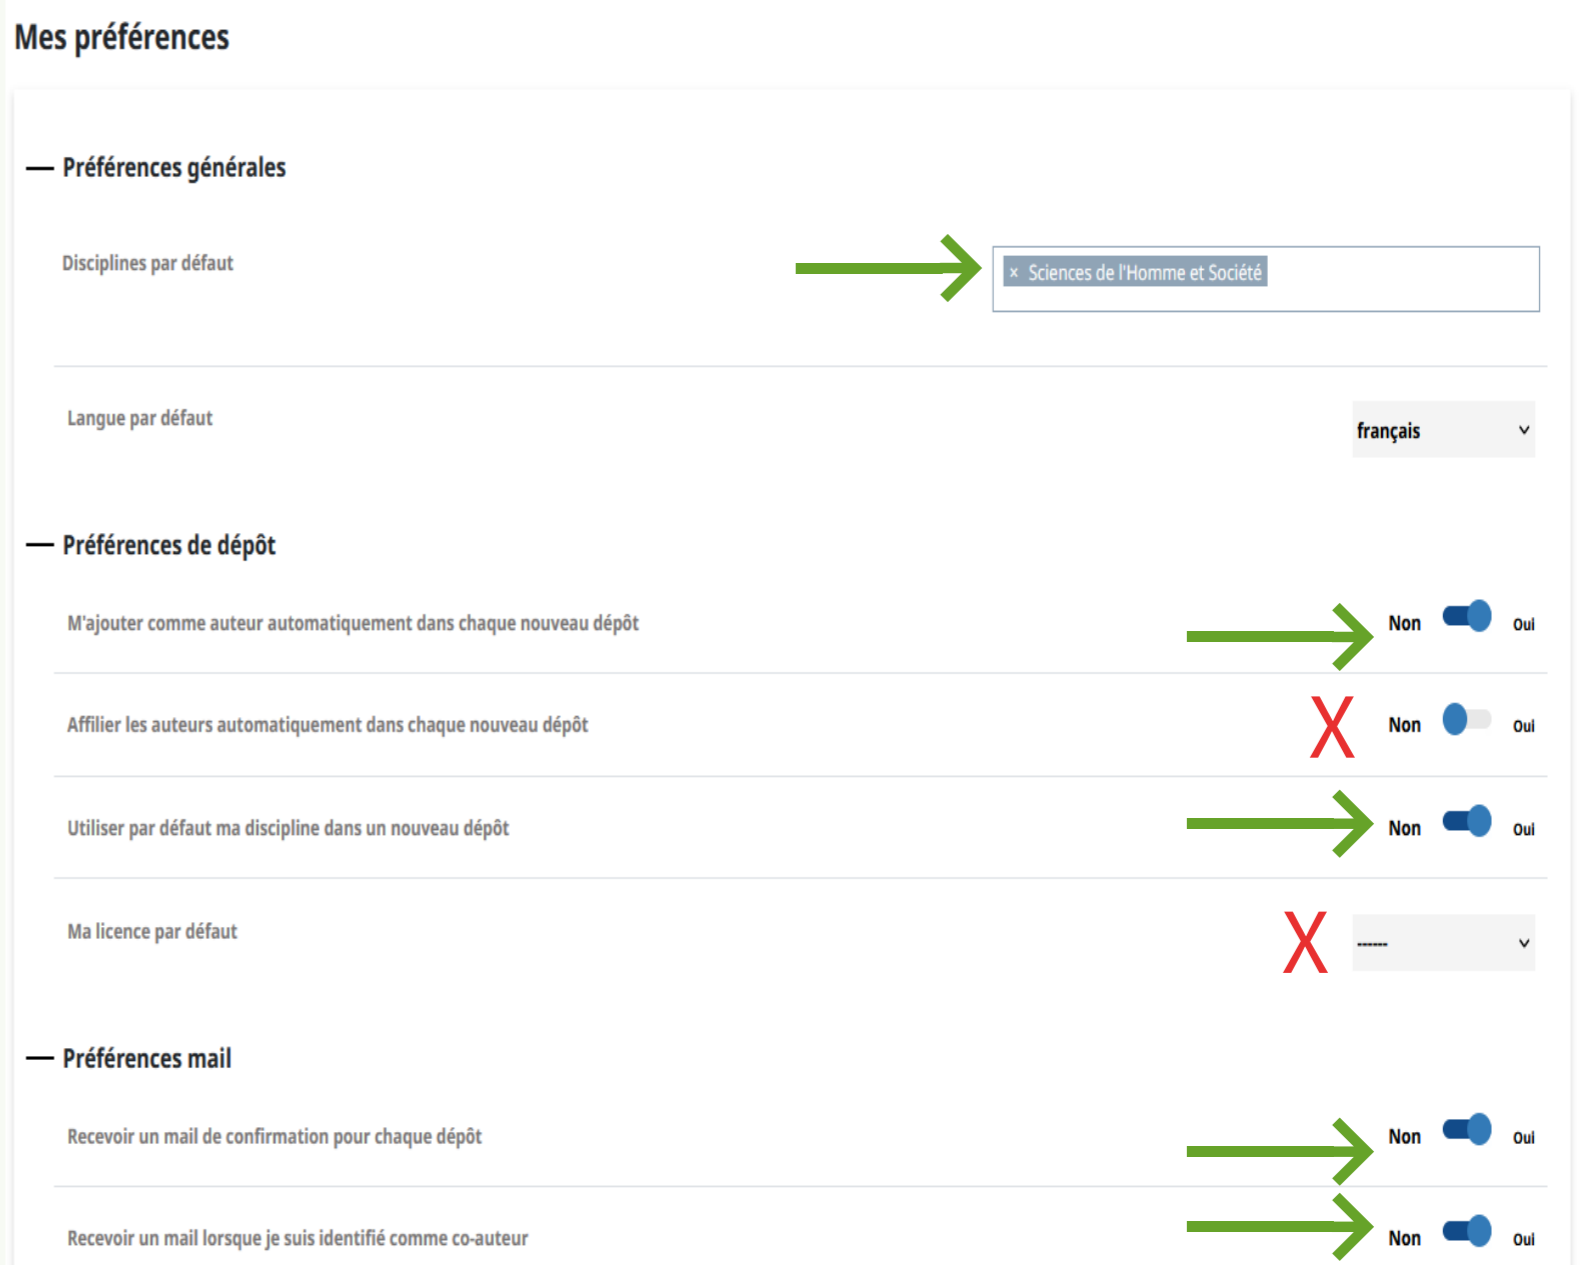 Mes préférences
Préférences générales
Disciplines par défaut
× Sciences de l'Homme et Société
Langue par défaut
français
Préférences de dépôt
M'ajouter comme auteur automatiquement dans chaque nouveau dépôt
Non Oui
Affilier les auteurs automatiquement dans chaque nouveau dépôt
X Non Oui
Utiliser par défaut ma discipline dans un nouveau dépôt
Non Oui
Ma licence par défaut
X ------
Préférences mail
Recevoir un mail de confirmation pour chaque dépôt
Non Oui
Recevoir un mail lorsque je suis identifié comme co-auteur
Non Oui